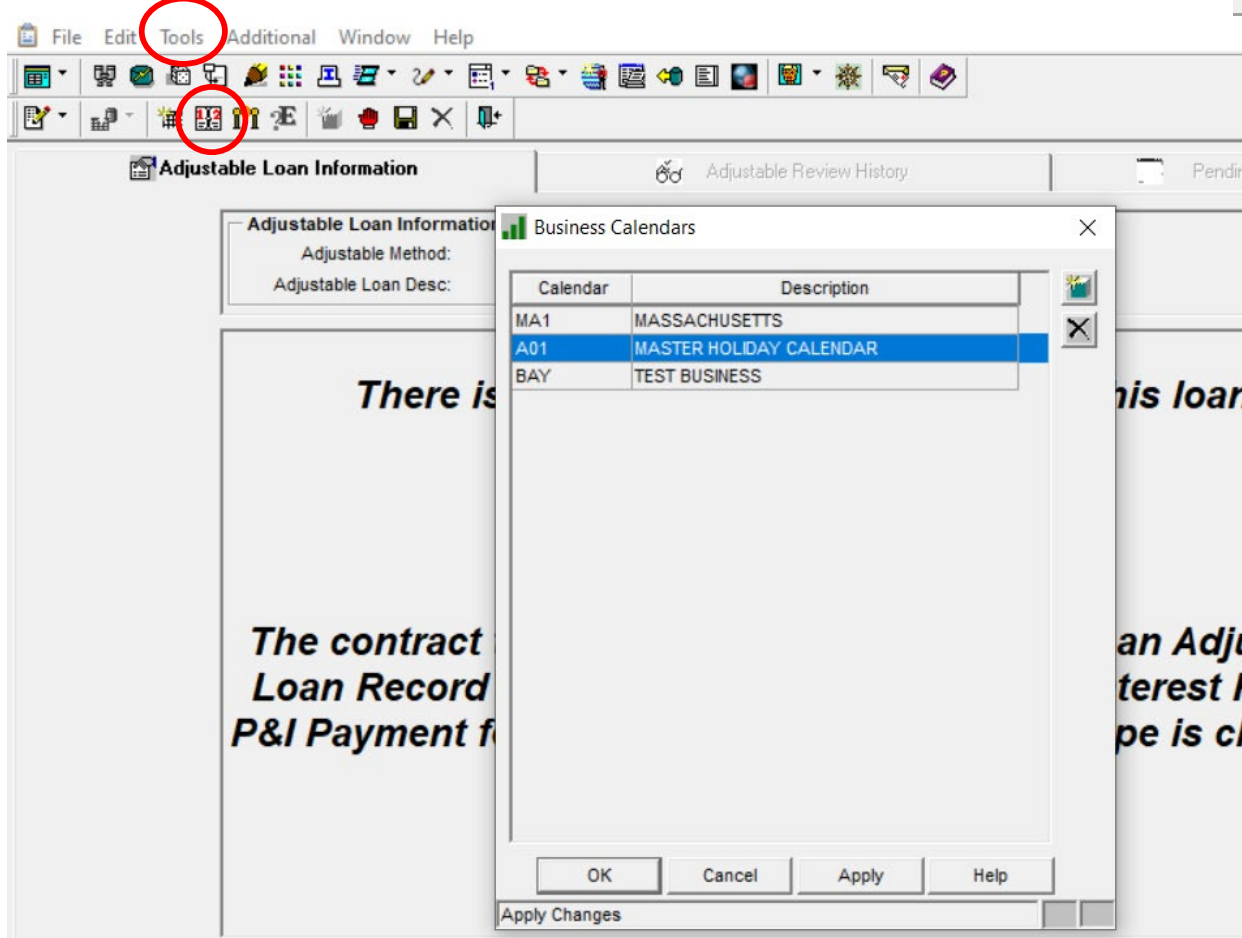 File Edit Tools Additional Window Help
Adjustable Loan Information
Adjustable Review History
Adjustable Loan Information
Adjustable Method:
Adjustable Loan Desc:
Business Calendars
Calendar Description
MA1 MASSACHUSETTS
A01 MASTER HOLIDAY CALENDAR
BAY TEST BUSINESS
There is his loan
The contract an Adju
Loan Record terest
P&I Payment pe is cl
OK Cancel Apply Help
Apply Changes